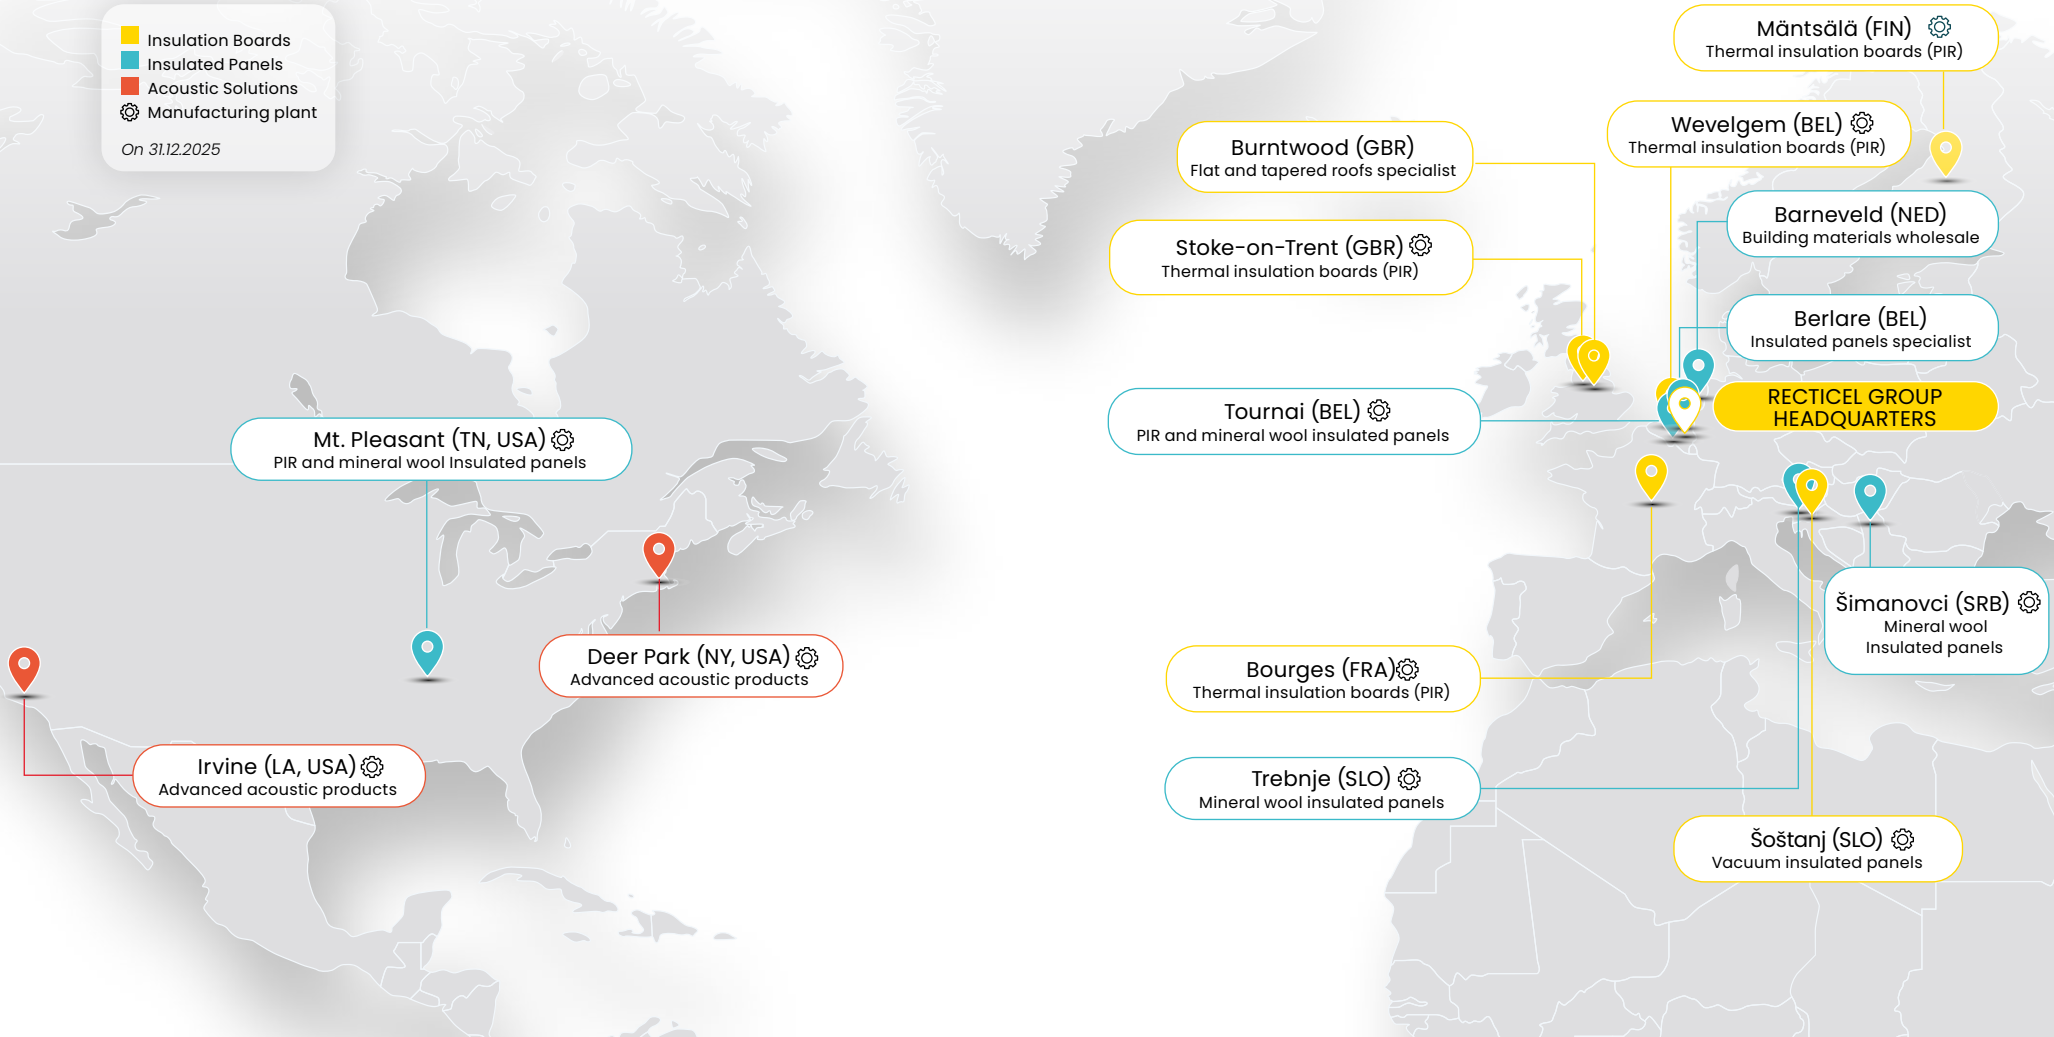 Insulation Boards
Insulated Panels
Acoustic Solutions
Manufacturing plant
On 31.12.2025
Mäntsälä (FIN)
Thermal insulation boards (PIR)
Wevelgem (BEL)
Thermal insulation boards (PIR)
Burntwood (GBR)
Flat and tapered roofs specialist
Barneveld (NED)
Building materials wholesale
Stoke-on-Trent (GBR)
Thermal insulation boards (PIR)
Berlare (BEL)
Insulated panels specialist
RECTICEL GROUP
HEADQUARTERS
Tournai (BEL)
PIR and mineral wool insulated panels
Mt. Pleasant (TN, USA)
PIR and mineral wool Insulated panels
Šimanovci (SRB)
Mineral wool
Insulated panels
Deer Park (NY, USA)
Advanced acoustic products
Bourges (FRA)
Thermal insulation boards (PIR)
Irvine (LA, USA)
Advanced acoustic products
Trebnje (SLO)
Mineral wool insulated panels
Šoštanj (SLO)
Vacuum insulated panels